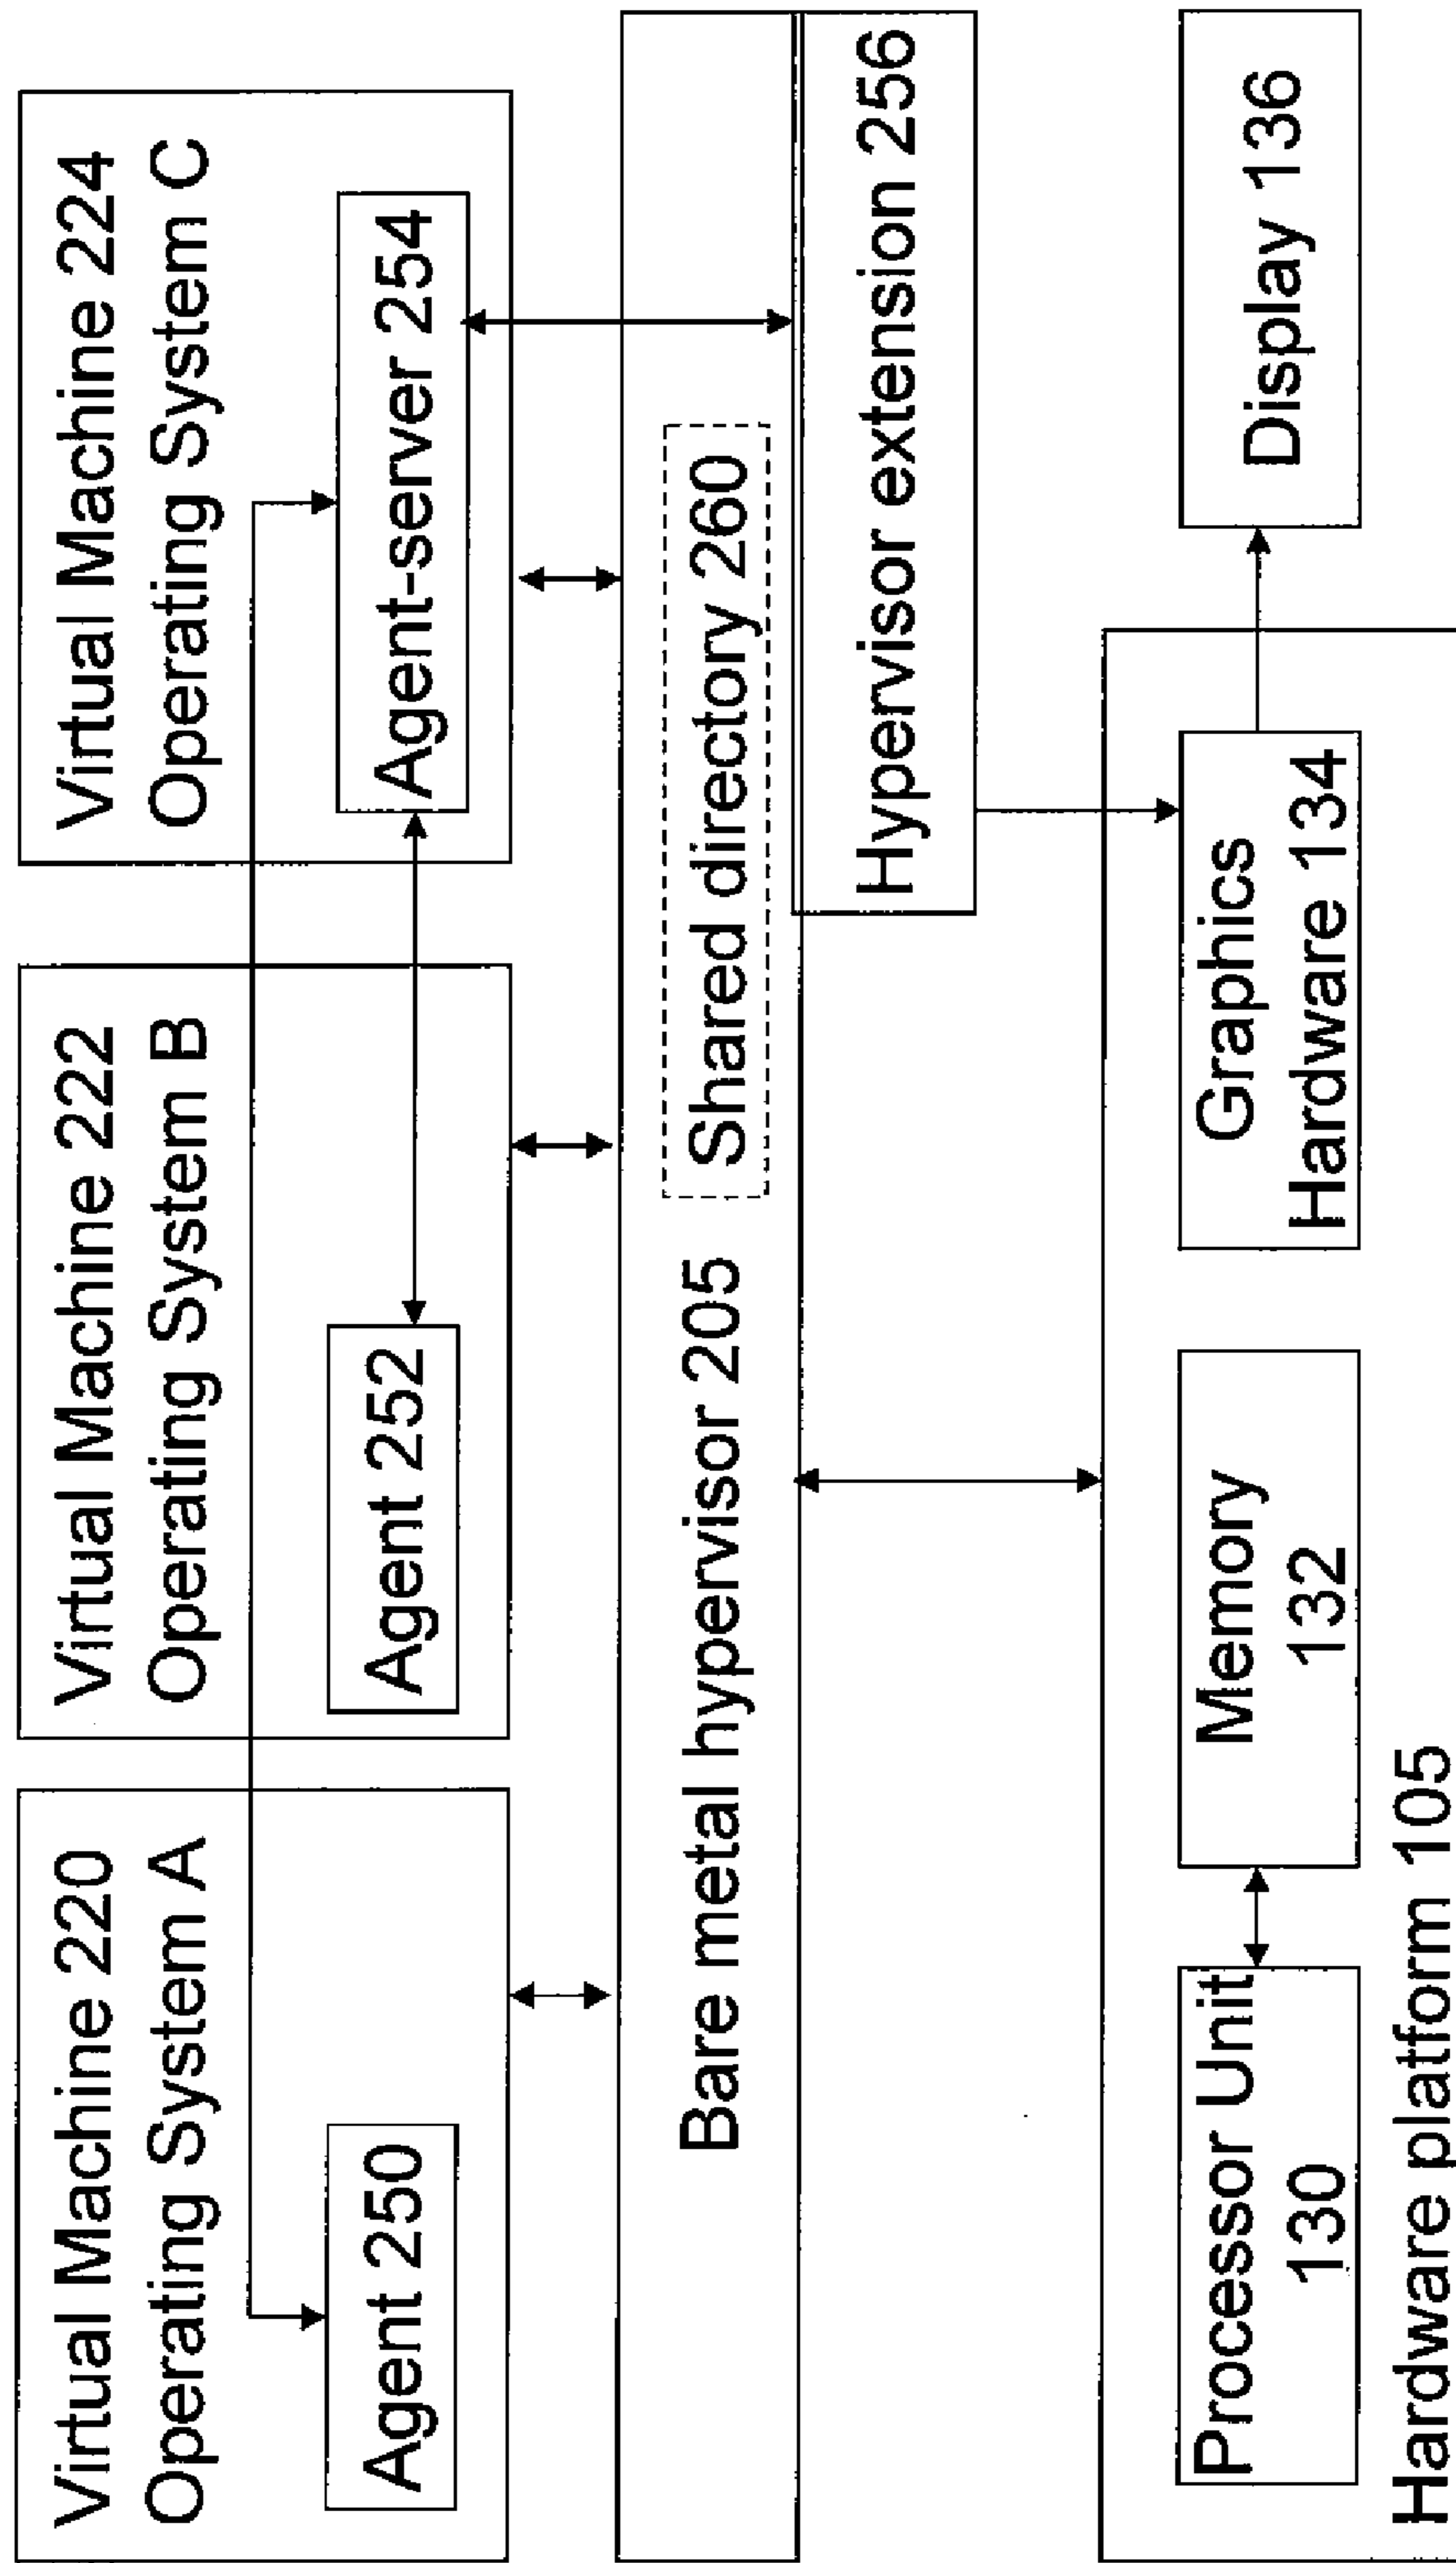 Virtual Machine 220
Operating System A
Agent 250
Virtual Machine 222
Operating System B
Agent 252
Virtual Machine 224
Operating System C
Agent-server 254
Bare metal hypervisor 205
Shared directory 260
Hypervisor extension 256
Processor Unit
130
Memory
132
Graphics
Hardware 134
Display 136
Hardware platform 105